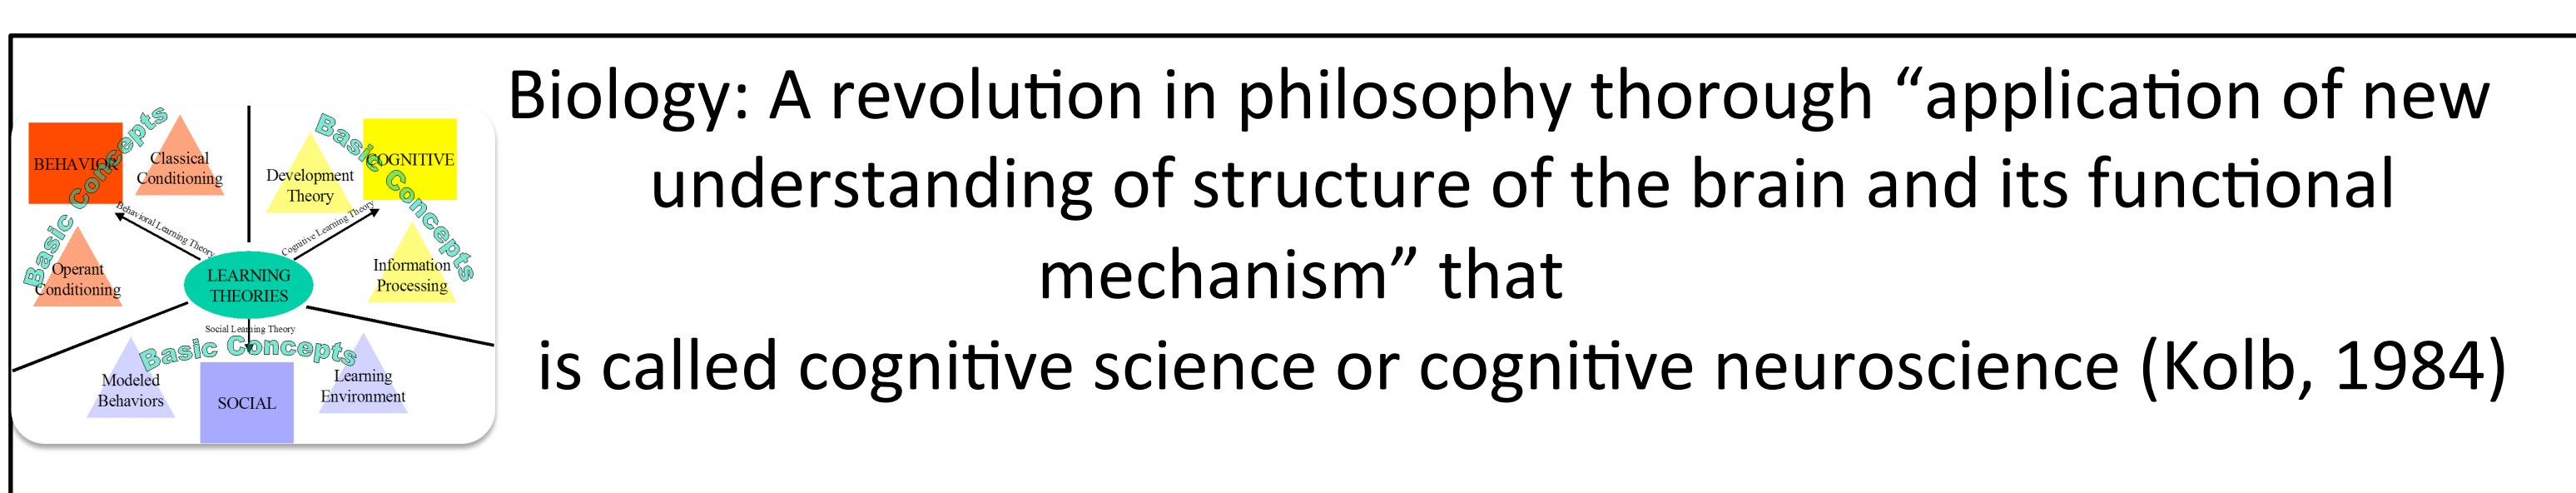 Biology: A revolution in philosophy thorough “application of new
understanding of structure of the brain and its functional
mechanism” that
is called cognitive science or cognitive neuroscience (Kolb, 1984)
BEHAVIOR
Basic Concepts
Classical
Conditioning
Operant
Conditioning
Behavioral Learning Theory
Development
Theory
Basic Concepts
COGNITIVE
Cognitive Learning Theory
Information
Processing
LEARNING
THEORIES
Social Learning Theory
Basic Concepts
Modeled
Behaviors
SOCIAL
Learning
Environment